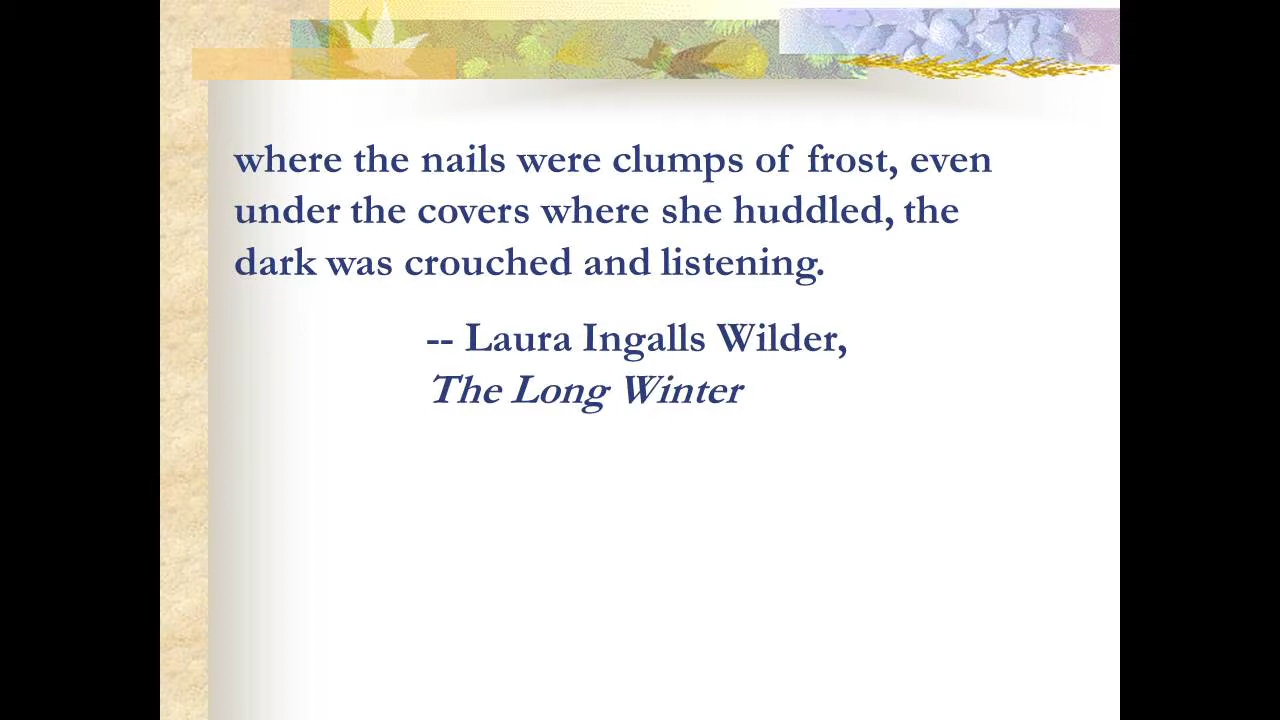 where the nails were clumps of frost, even
under the covers where she huddled, the
dark was crouched and listening.
-- Laura Ingalls Wilder,
The Long Winter